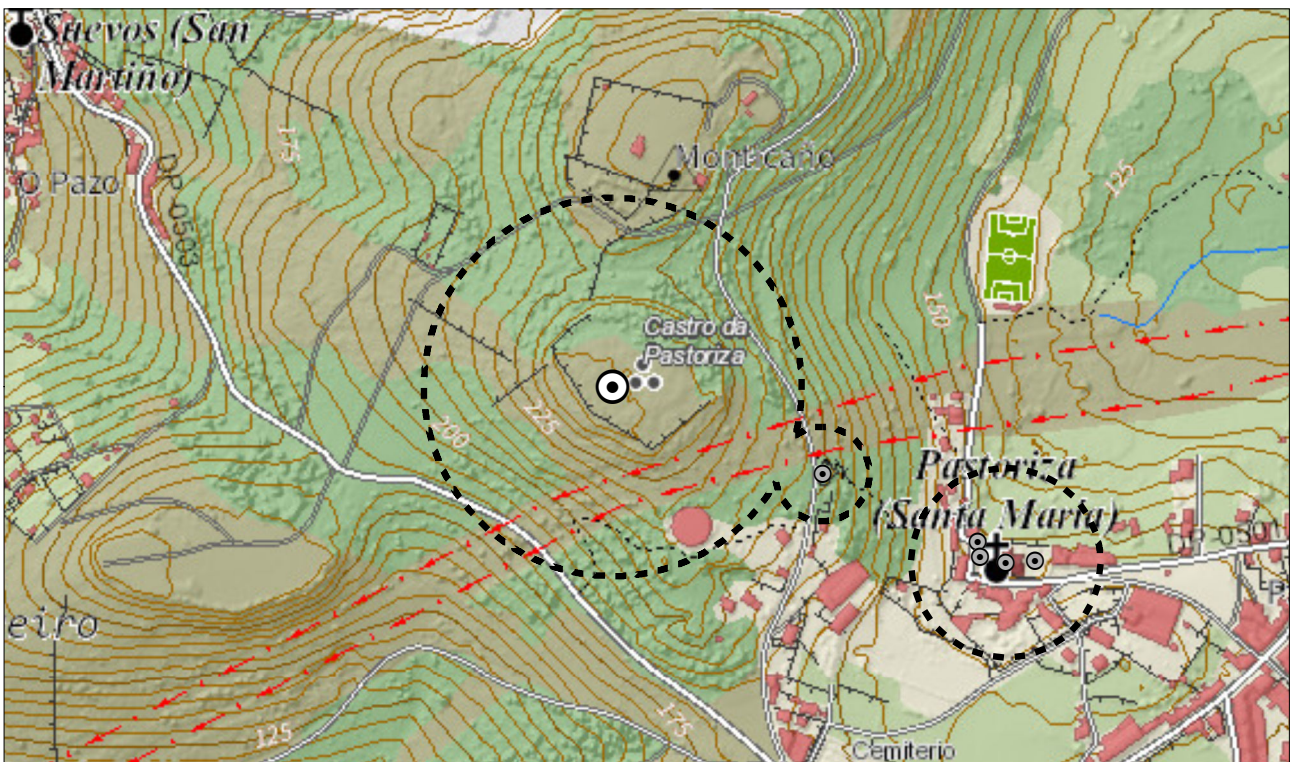 Suevos (San
Martiño)
175
O Pazo
DP-0503
Montecaño
125
Castro da
Pastoriza
150
200
225
Pastoriza
(Santa María)
eiro
125
175
Cemiterio